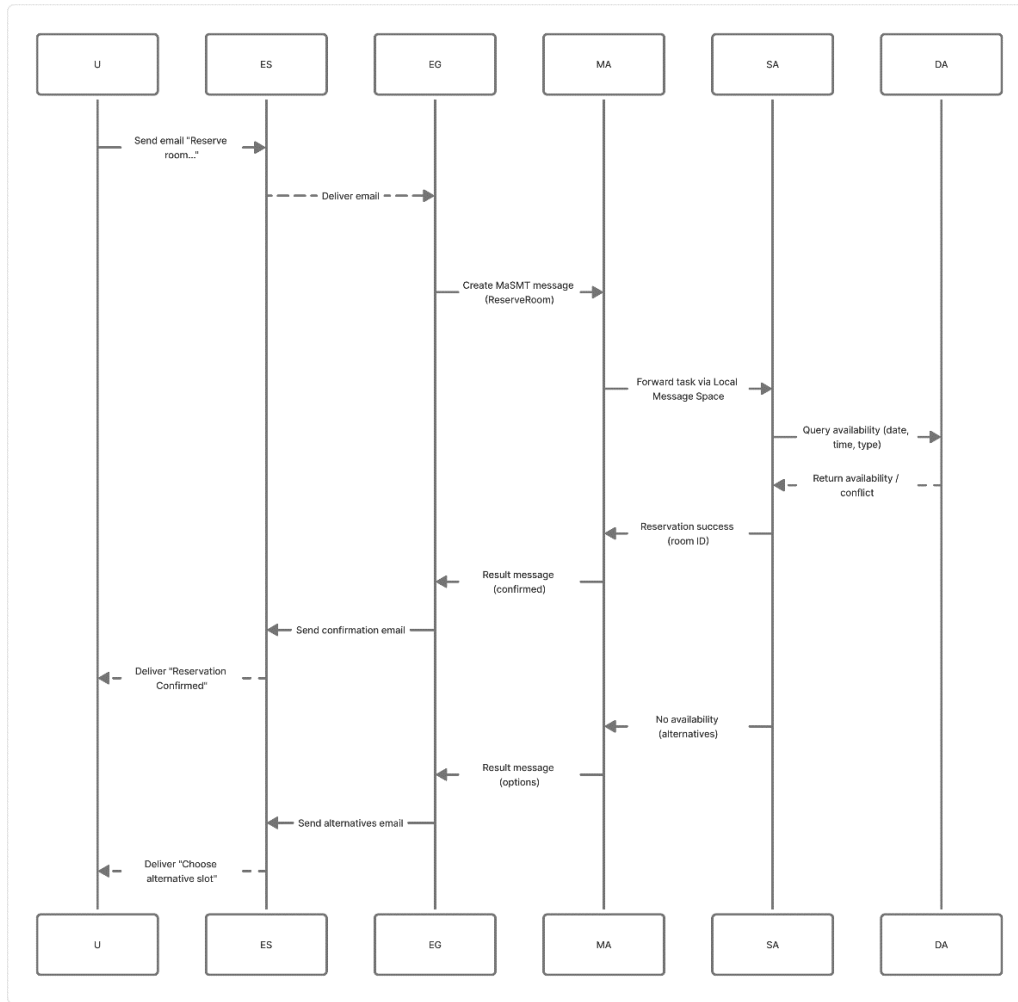 U
ES
EG
MA
SA
DA
Send email "Reserve
room..."
Deliver email
Create MaSMT message
(ReserveRoom)
Forward task via Local
Message Space
Query availability (date,
time, type)
Return availability /
conflict
Reservation success
(room ID)
Result message
(confirmed)
Send confirmation email
Deliver "Reservation
Confirmed"
No availability
(alternatives)
Result message
(options)
Send alternatives email
Deliver "Choose
alternative slot"
U
ES
EG
MA
SA
DA